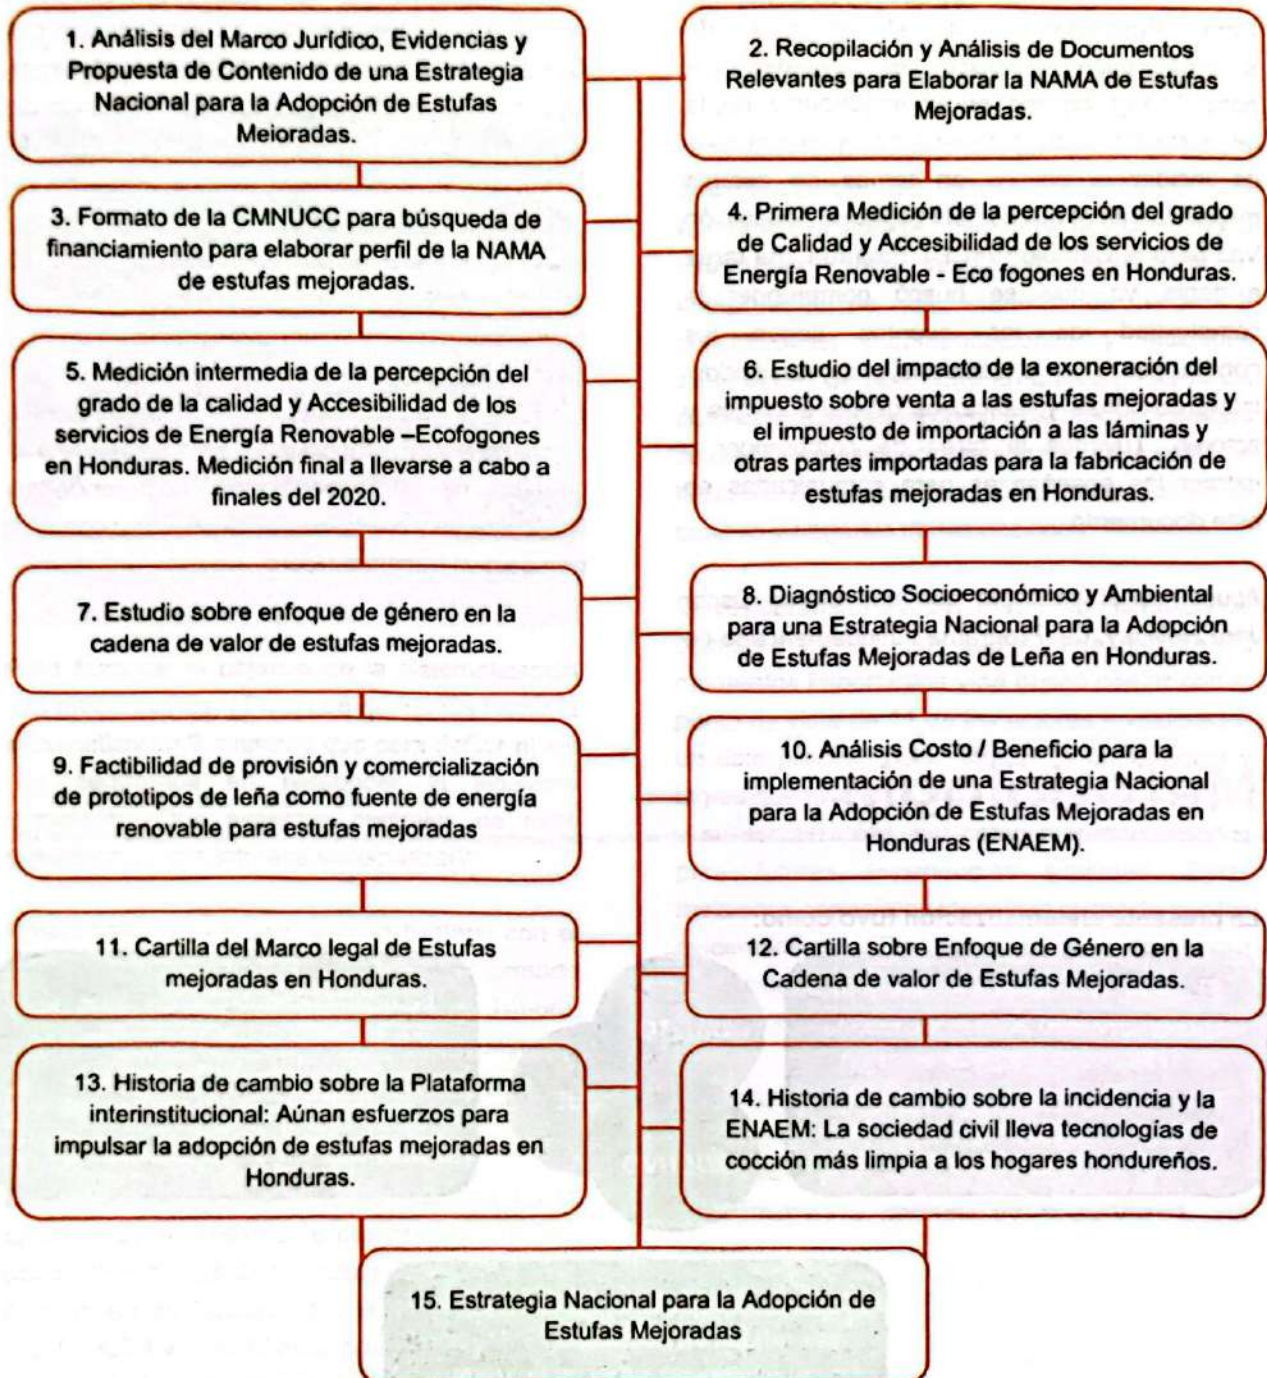 1. Análisis del Marco Jurídico, Evidencias y
Propuesta de Contenido de una Estrategia
Nacional para la Adopción de Estufas
Meioradas.
2. Recopilación y Análisis de Documentos
Relevantes para Elaborar la NAMA de Estufas
Mejoradas.
3. Formato de la CMNUCC para búsqueda de
financiamiento para elaborar perfil de la NAMA
de estufas mejoradas.
4. Primera Medición de la percepción del grado
de Calidad y Accesibilidad de los servicios de
Energía Renovable - Eco fogones en Honduras.
5. Medición intermedia de la percepción del
grado de la calidad y Accesibilidad de los
servicios de Energía Renovable –Ecofogones
en Honduras. Medición final a llevarse a cabo a
finales del 2020.
6. Estudio del impacto de la exoneración del
impuesto sobre venta a las estufas mejoradas y
el impuesto de importación a las láminas y
otras partes importadas para la fabricación de
estufas mejoradas en Honduras.
7. Estudio sobre enfoque de género en la
cadena de valor de estufas mejoradas.
8. Diagnóstico Socioeconómico y Ambiental
para una Estrategia Nacional para la Adopción
de Estufas Mejoradas de Leña en Honduras.
9. Factibilidad de provisión y comercialización
de prototipos de leña como fuente de energía
renovable para estufas mejoradas
10. Análisis Costo / Beneficio para la
implementación de una Estrategia Nacional
para la Adopción de Estufas Mejoradas en
Honduras (ENAEM).
11. Cartilla del Marco legal de Estufas
mejoradas en Honduras.
12. Cartilla sobre Enfoque de Género en la
Cadena de valor de Estufas Mejoradas.
13. Historia de cambio sobre la Plataforma
interinstitucional: Aúnan esfuerzos para
impulsar la adopción de estufas mejoradas en
Honduras.
14. Historia de cambio sobre la incidencia y la
ENAEM: La sociedad civil lleva tecnologías de
cocción más limpia a los hogares hondureños.
15. Estrategia Nacional para la Adopción de
Estufas Mejoradas